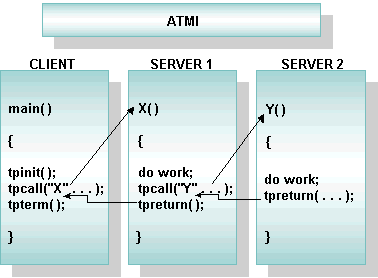 ATMI
CLIENT
main( )
{
tpinit( );
tpcall("X" . . . );
tpterm( );
}
SERVER 1
X( )
{
do work;
tpcall("Y" . . . );
tpreturn( );
}
SERVER 2
Y( )
{
do work;
tpreturn( . . . );
}